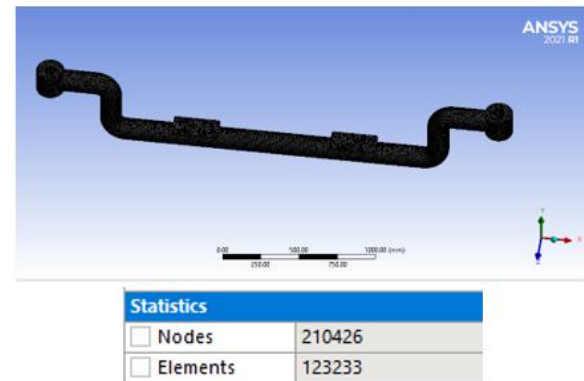 ANSYS
2021 R1
0.00 500.00 1000.00 (mm)
250.00 750.00
Y
X
Z
Statistics
Nodes 210426
Elements 123233